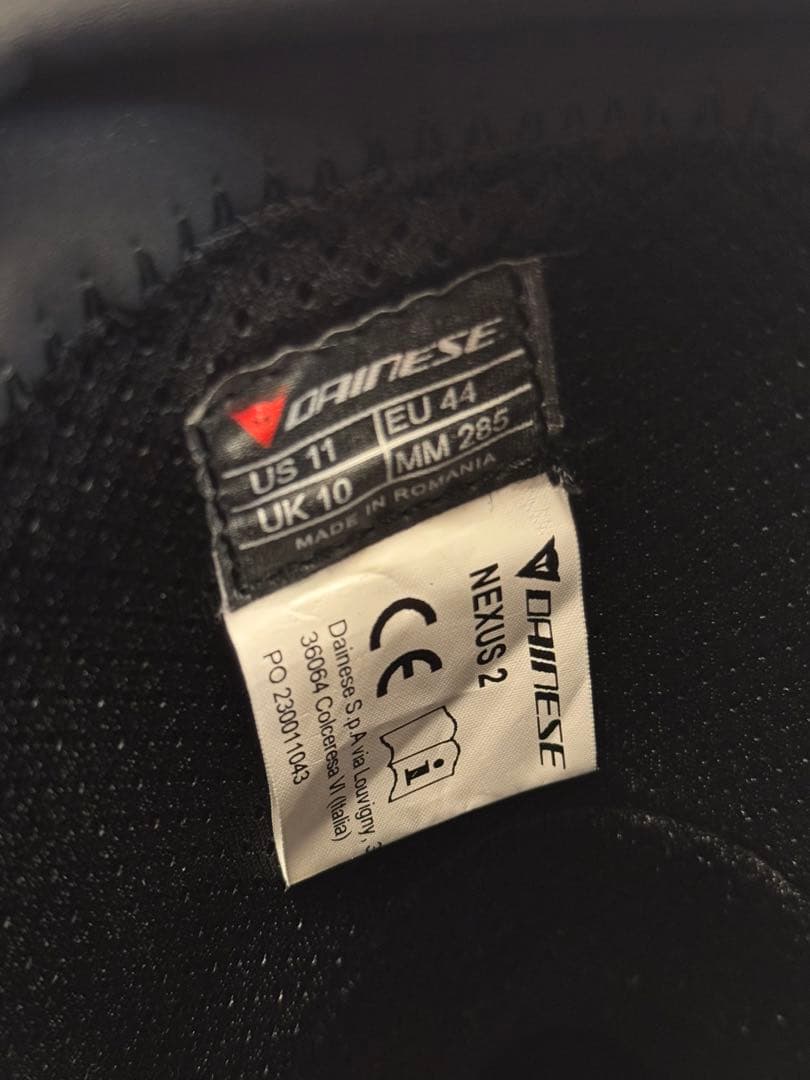 DAINESE
US 11 EU 44
UK 10 MM 285
MADE IN ROMANIA
DAINESE
NEXUS 2
CE
i
Dainese S.p.A via Louvigny,
36064 Colceresa VI (Italia)
PO 230011043